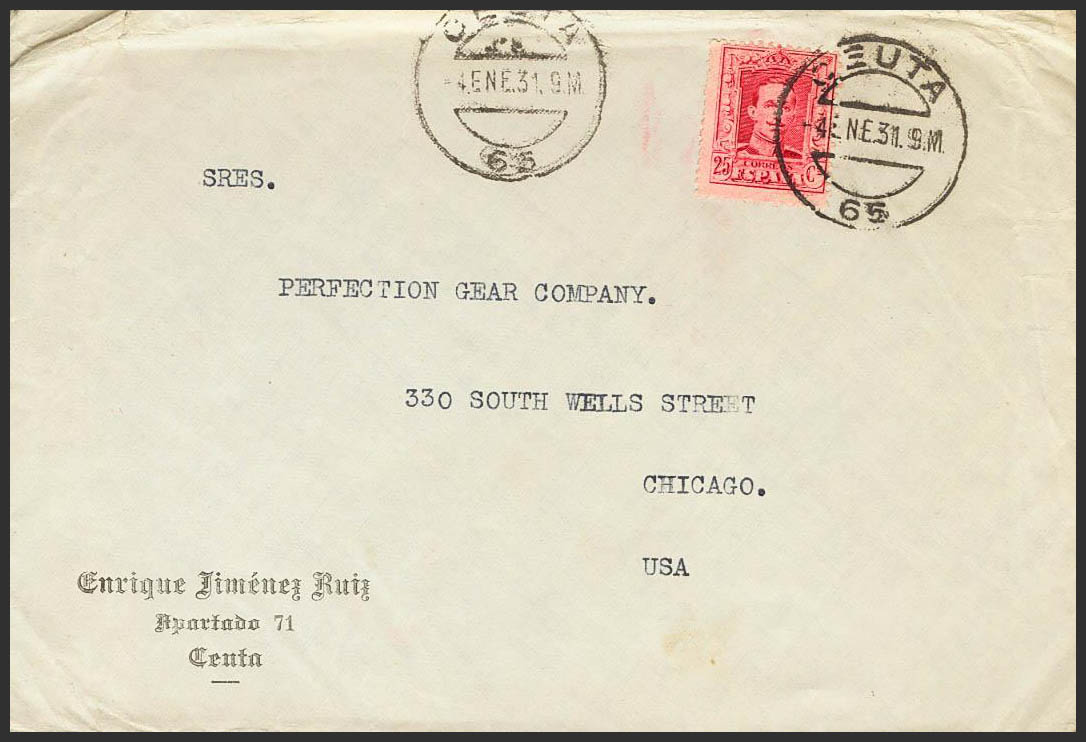 CEUTA
-4.ENE.31. 9.M.
65
CEUTA
-4.ENE.31. 9.M.
65
25
CORREOS
ESPAÑA
Cs
SRES.
PERFECTION GEAR COMPANY.
330 SOUTH WELLS STREET
CHICAGO.
USA
Enrique Jiménez Ruiz
Apartado 71
Ceuta